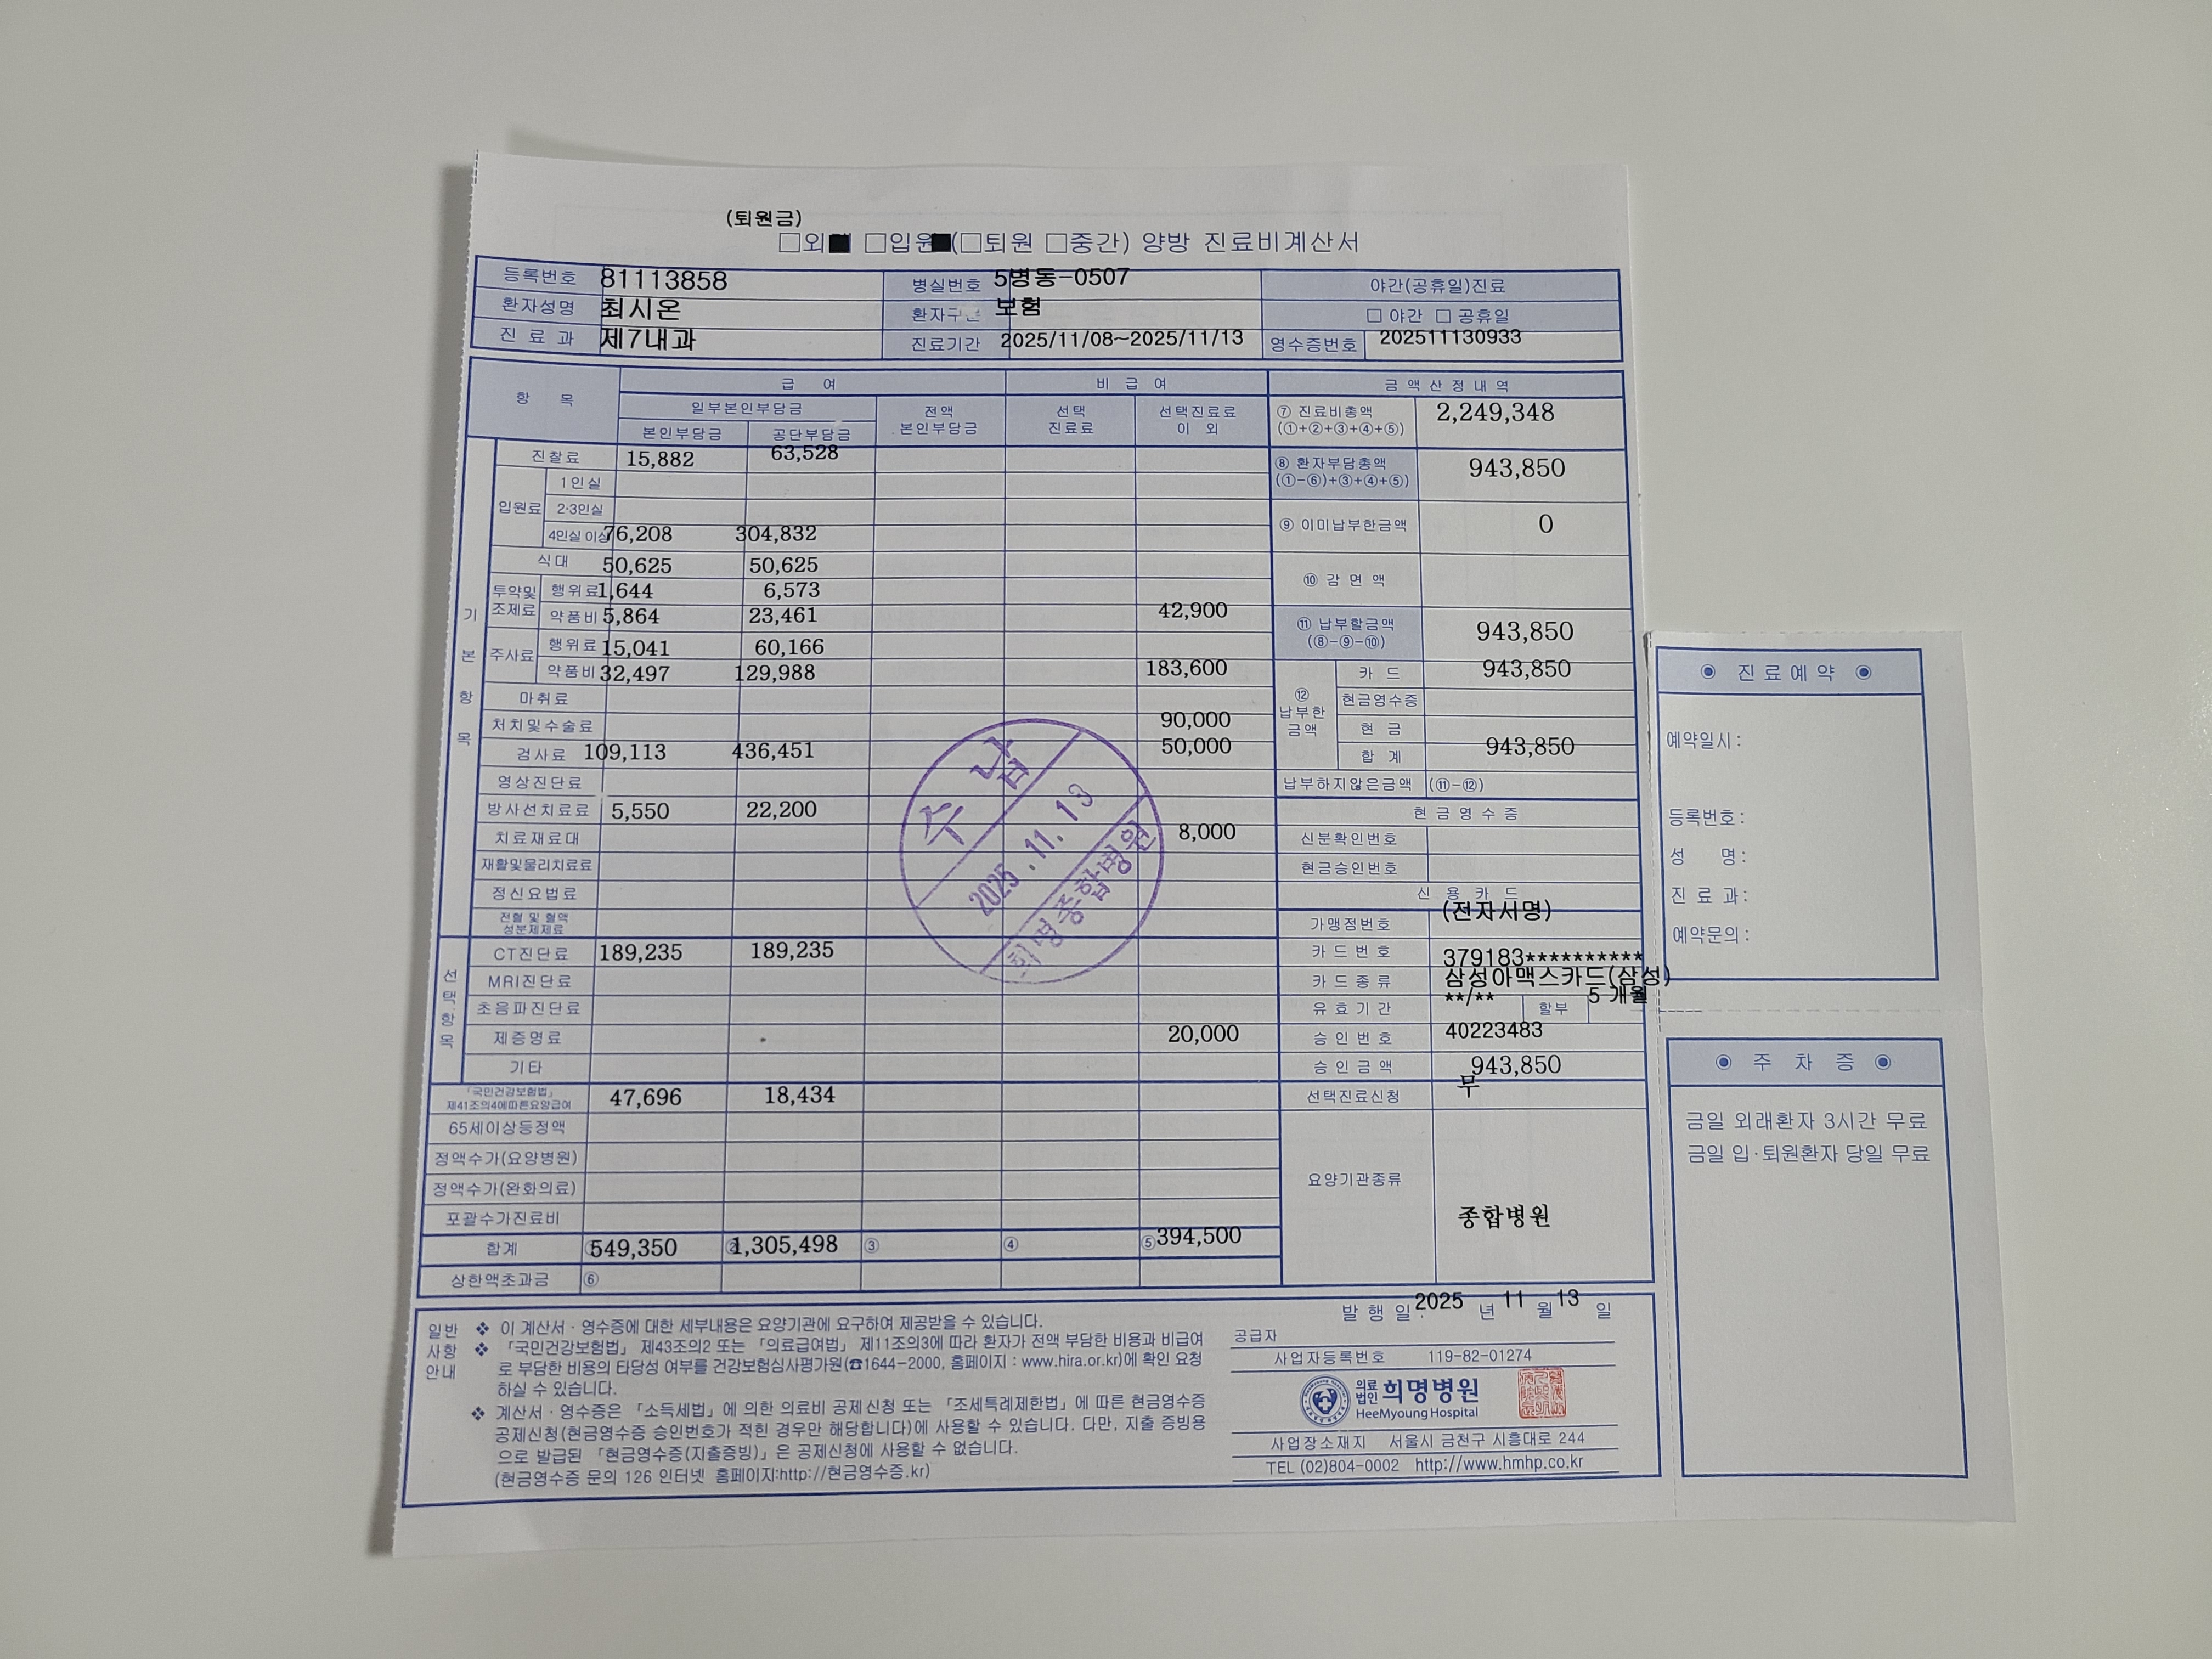 (퇴원금)
□외■ □입원■(□퇴원 □중간) 양방 진료비계산서
등록번호 81113858 병실번호 5병동-0507 야간(공휴일)진료
환자성명 최시온 환자구분 보험 □ 야간 □ 공휴일
진 료 과 제7내과 진료기간 2025/11/08~2025/11/13 영수증번호 202511130933
항 목 급 여 비 급 여 금 액 산 정 내 역
일부본인부담금 전액 본인부담금 선택 진료료 선택진료료 이 외
본인부담금 공단부담금
⑦ 진료비총액 (①+②+③+④+⑤) 2,249,348
기 본 항 목
진찰료 15,882 63,528
⑧ 환자부담총액 (①-⑥)+③+④+⑤) 943,850
입원료 1인실
2·3인실
4인실 이상 76,208 304,832
⑨ 이미납부한금액 0
식 대 50,625 50,625
⑩ 감 면 액
투약및 조제료 행위료 1,644 6,573
약품비 5,864 23,461 42,900
⑪ 납부할금액 (⑧-⑨-⑩) 943,850
주사료 행위료 15,041 60,166
약품비 32,497 129,988 183,600
⑫ 납부한 금액 카 드 943,850
마취료
현금영수증
처치및수술료 90,000
현 금
검사료 109,113 436,451 50,000
합 계 943,850
영상진단료
납부하지않은금액 (⑪-⑫)
방사선치료료 5,550 22,200
현 금 영 수 증
치료재료대 8,000
신분확인번호
재활및물리치료료
현금승인번호
정신요법료
신 용 카 드
전혈 및 혈액 성분제제료
가맹점번호 (전자서명)
수 납
2025. 11. 13
희명종합병원
선 택 항 목
CT진단료 189,235 189,235
카 드 번 호 379183**********
MRI진단료
카 드 종 류 삼성아맥스카드(삼성)
초음파진단료
유 효 기 간 **/** 할부 5 개월
제증명료 20,000
승 인 번 호 40223483
기타
승 인 금 액 943,850
「국민건강보험법」 제41조의4에따른요양급여 47,696 18,434
선택진료신청 무
65세이상등정액
정액수가(요양병원)
요양기관종류 종합병원
정액수가(완화의료)
포괄수가진료비
합계 ①549,350 ②1,305,498 ③ ④ ⑤394,500
상한액초과금 ⑥
일반 사항 안내
❖ 이 계산서·영수증에 대한 세부내용은 요양기관에 요구하여 제공받을 수 있습니다.
❖ 「국민건강보험법」 제43조의2 또는 「의료급여법」 제11조의3에 따라 환자가 전액 부담한 비용과 비급여
로 부담한 비용의 타당성 여부를 건강보험심사평가원(☎1644-2000, 홈페이지 : www.hira.or.kr)에 확인 요청
하실 수 있습니다.
❖ 계산서·영수증은 「소득세법」에 의한 의료비 공제신청 또는 「조세특례제한법」에 따른 현금영수증
공제신청(현금영수증 승인번호가 적힌 경우만 해당합니다)에 사용할 수 있습니다. 다만, 지출 증빙용
으로 발급된 「현금영수증(지출증빙)」은 공제신청에 사용할 수 없습니다.
(현금영수증 문의 126 인터넷 홈페이지:http://현금영수증.kr)
발 행 일 : 2025 년 11 월 13 일
공급자
사업자등록번호 119-82-01274
의료 법인 희명병원
HeeMyoung Hospital
사업장소재지 서울시 금천구 시흥대로 244
TEL (02)804-0002 http://www.hmhp.co.kr
◉ 진 료 예 약 ◉
예약일시 :
등록번호 :
성 명 :
진 료 과 :
예약문의 :
◉ 주 차 증 ◉
금일 외래환자 3시간 무료
금일 입·퇴원환자 당일 무료